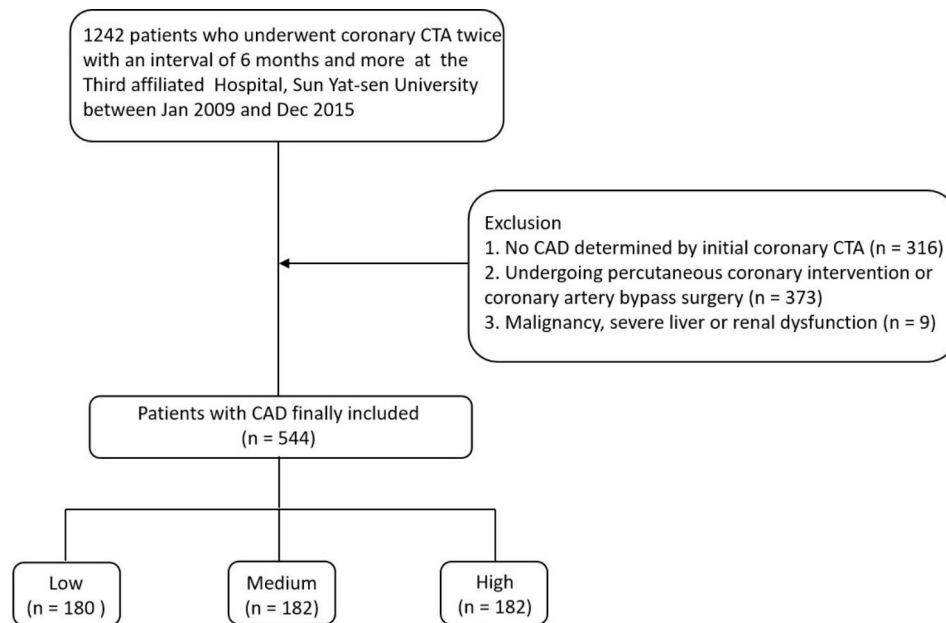 1242 patients who underwent coronary CTA twice
with an interval of 6 months and more at the
Third affiliated Hospital, Sun Yat-sen University
between Jan 2009 and Dec 2015
Exclusion
1. No CAD determined by initial coronary CTA (n = 316)
2. Undergoing percutaneous coronary intervention or
coronary artery bypass surgery (n = 373)
3. Malignancy, severe liver or renal dysfunction (n = 9)
Patients with CAD finally included
(n = 544)
Low
(n = 180 )
Medium
(n = 182)
High
(n = 182)